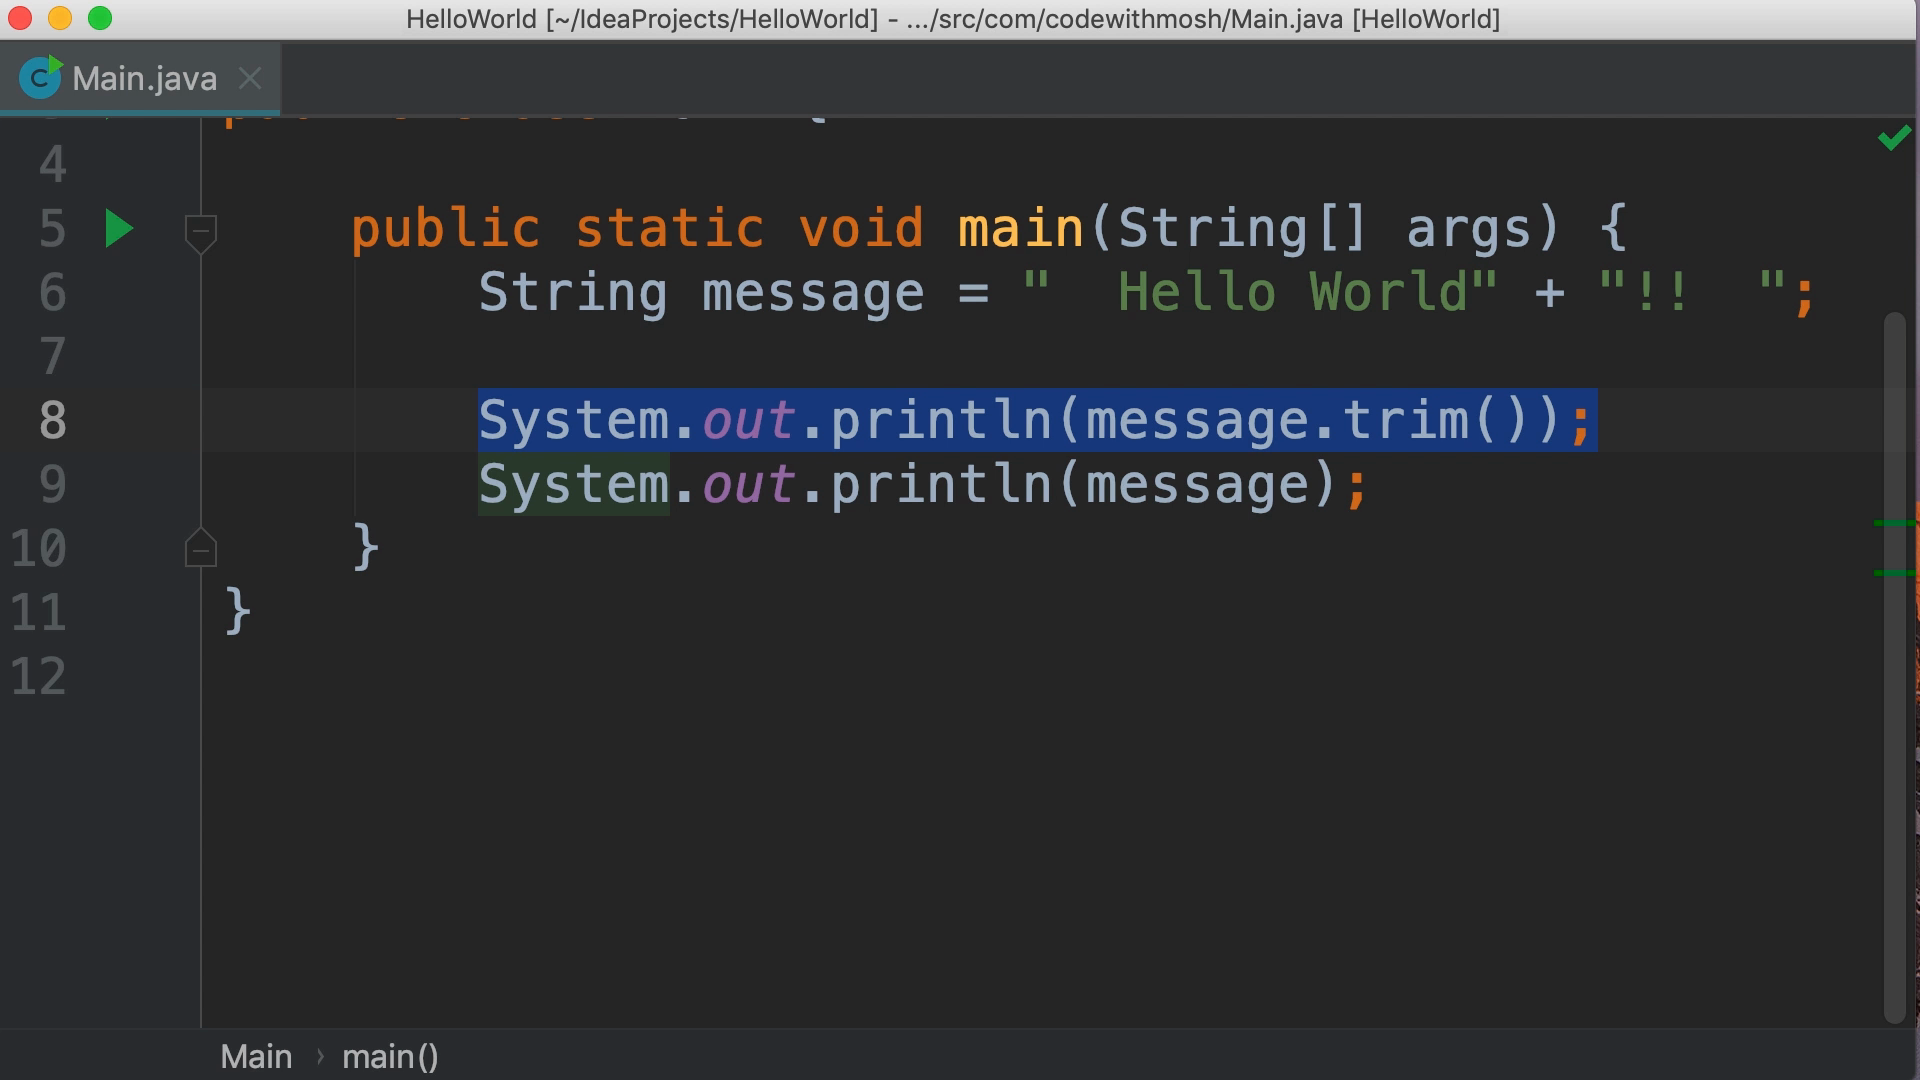 HelloWorld [~/IdeaProjects/HelloWorld] - .../src/com/codewithmosh/Main.java [HelloWorld]
Main.java
4
5 public static void main(String[] args) {
6 String message = "  Hello World" + "!!  ";
7
8 System.out.println(message.trim());
9 System.out.println(message);
10 }
11 }
12
Main › main()